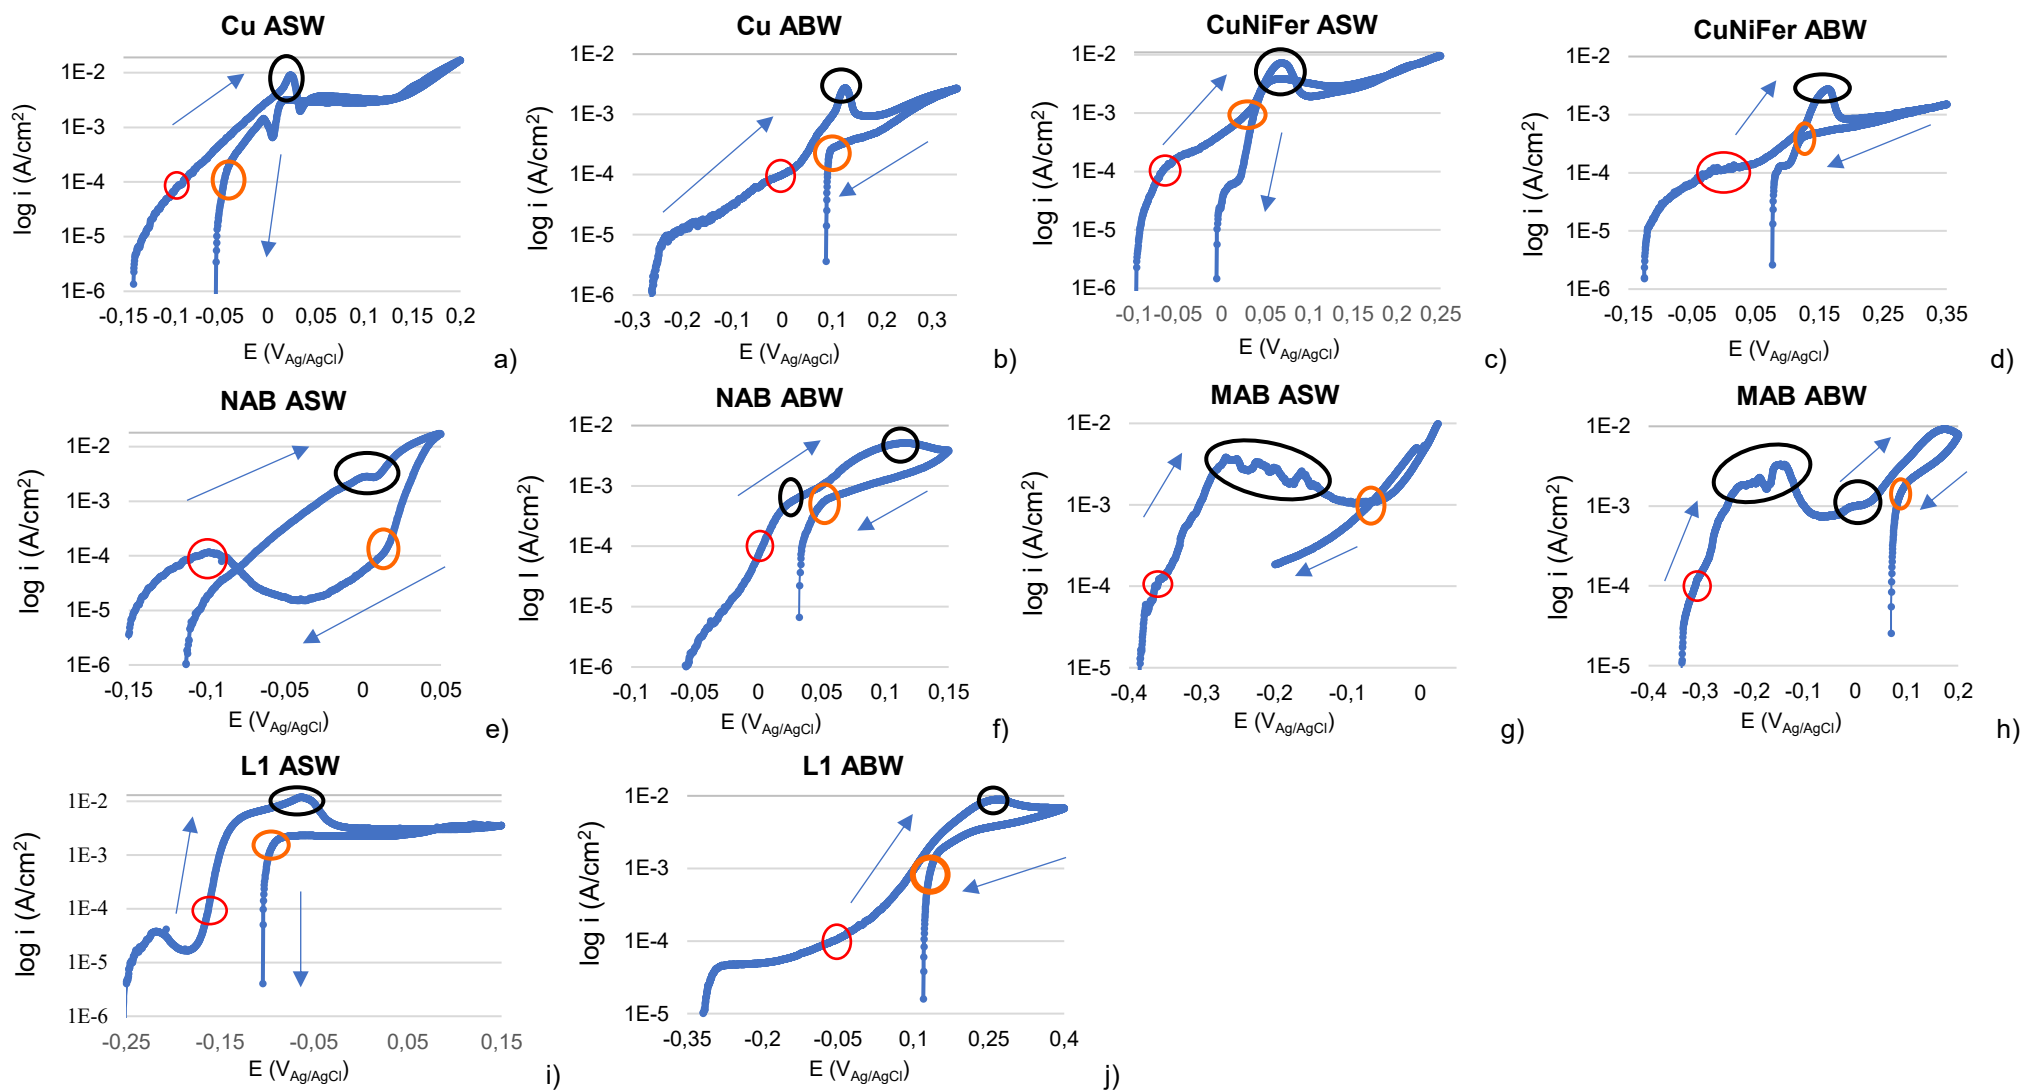 Cu ASW
log i (A/cm²)
1E-2
1E-3
1E-4
1E-5
1E-6
-0,15 -0,1 -0,05 0 0,05 0,1 0,15 0,2
E (V_Ag/AgCl)
a)
Cu ABW
log i (A/cm²)
1E-2
1E-3
1E-4
1E-5
1E-6
-0,3 -0,2 -0,1 0 0,1 0,2 0,3
E (V_Ag/AgCl)
b)
CuNiFer ASW
log i (A/cm²)
1E-2
1E-3
1E-4
1E-5
1E-6
-0,1 -0,05 0 0,05 0,1 0,15 0,2 0,25
E (V_Ag/AgCl)
c)
CuNiFer ABW
log i (A/cm²)
1E-2
1E-3
1E-4
1E-5
1E-6
-0,15 -0,05 0,05 0,15 0,25 0,35
E (V_Ag/AgCl)
d)
NAB ASW
log i (A/cm²)
1E-2
1E-3
1E-4
1E-5
1E-6
-0,15 -0,1 -0,05 0 0,05
E (V_Ag/AgCl)
e)
NAB ABW
log I (A/cm²)
1E-2
1E-3
1E-4
1E-5
1E-6
-0,1 -0,05 0 0,05 0,1 0,15
E (V_Ag/AgCl)
f)
MAB ASW
log i (A/cm²)
1E-2
1E-3
1E-4
1E-5
-0,4 -0,3 -0,2 -0,1 0
E (V_Ag/AgCl)
g)
MAB ABW
log i (A/cm²)
1E-2
1E-3
1E-4
1E-5
-0,4 -0,3 -0,2 -0,1 0 0,1 0,2
E (V_Ag/AgCl)
h)
L1 ASW
log i (A/cm²)
1E-2
1E-3
1E-4
1E-5
1E-6
-0,25 -0,15 -0,05 0,05 0,15
E (V_Ag/AgCl)
i)
L1 ABW
log i (A/cm²)
1E-2
1E-3
1E-4
1E-5
-0,35 -0,2 -0,05 0,1 0,25 0,4
E (V_Ag/AgCl)
j)